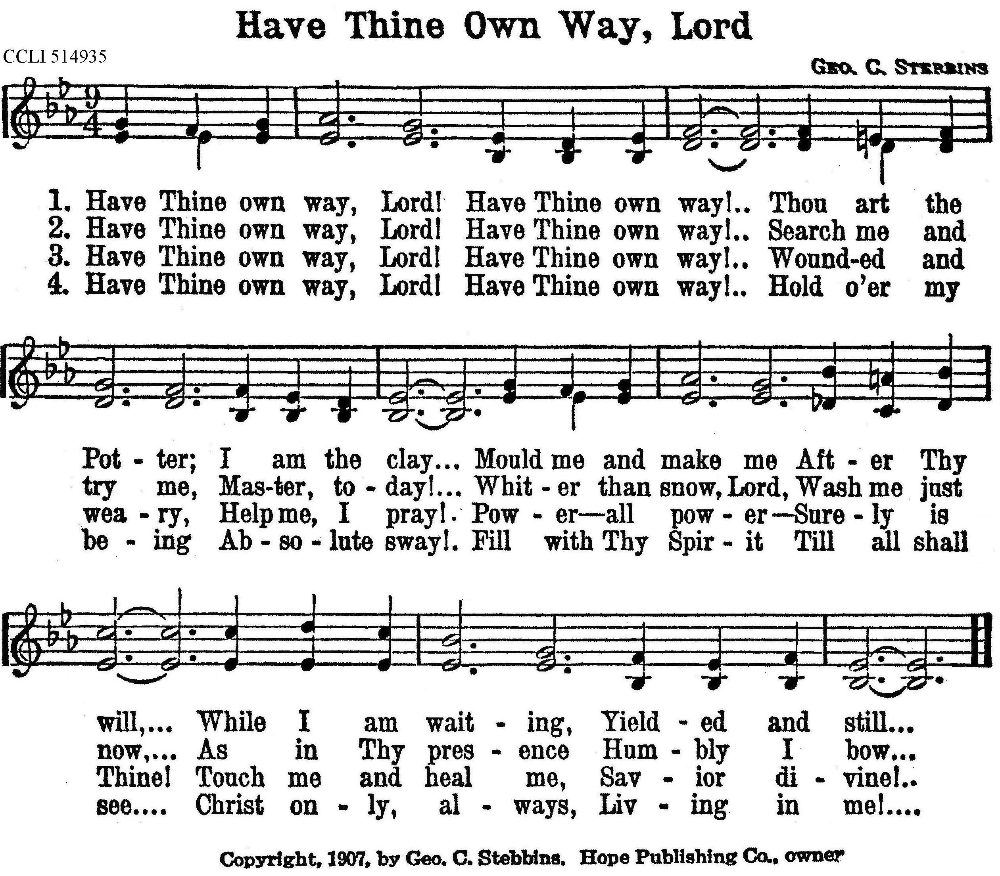 Have Thine Own Way, Lord
CCLI 514935
GEO. C. STEBBINS
9
4
1. Have Thine own way, Lord! Have Thine own way!.. Thou art the
2. Have Thine own way, Lord! Have Thine own way!.. Search me and
3. Have Thine own way, Lord! Have Thine own way!.. Wound-ed and
4. Have Thine own way, Lord! Have Thine own way!.. Hold o'er my
Pot - ter; I am the clay... Mould me and make me Aft - er Thy
try me, Mas-ter, to - day!... Whit - er than snow, Lord, Wash me just
wea - ry, Help me, I pray!. Pow - er—all pow - er—Sure - ly is
be - ing Ab - so - lute sway!. Fill with Thy Spir - it Till all shall
will,... While I am wait - ing, Yield - ed and still...
now,... As in Thy pres - ence Hum - bly I bow...
Thine! Touch me and heal me, Sav - ior di - vine!..
see.... Christ on - ly, al - ways, Liv - ing in me!....
Copyright, 1907, by Geo. C. Stebbins. Hope Publishing Co., owner